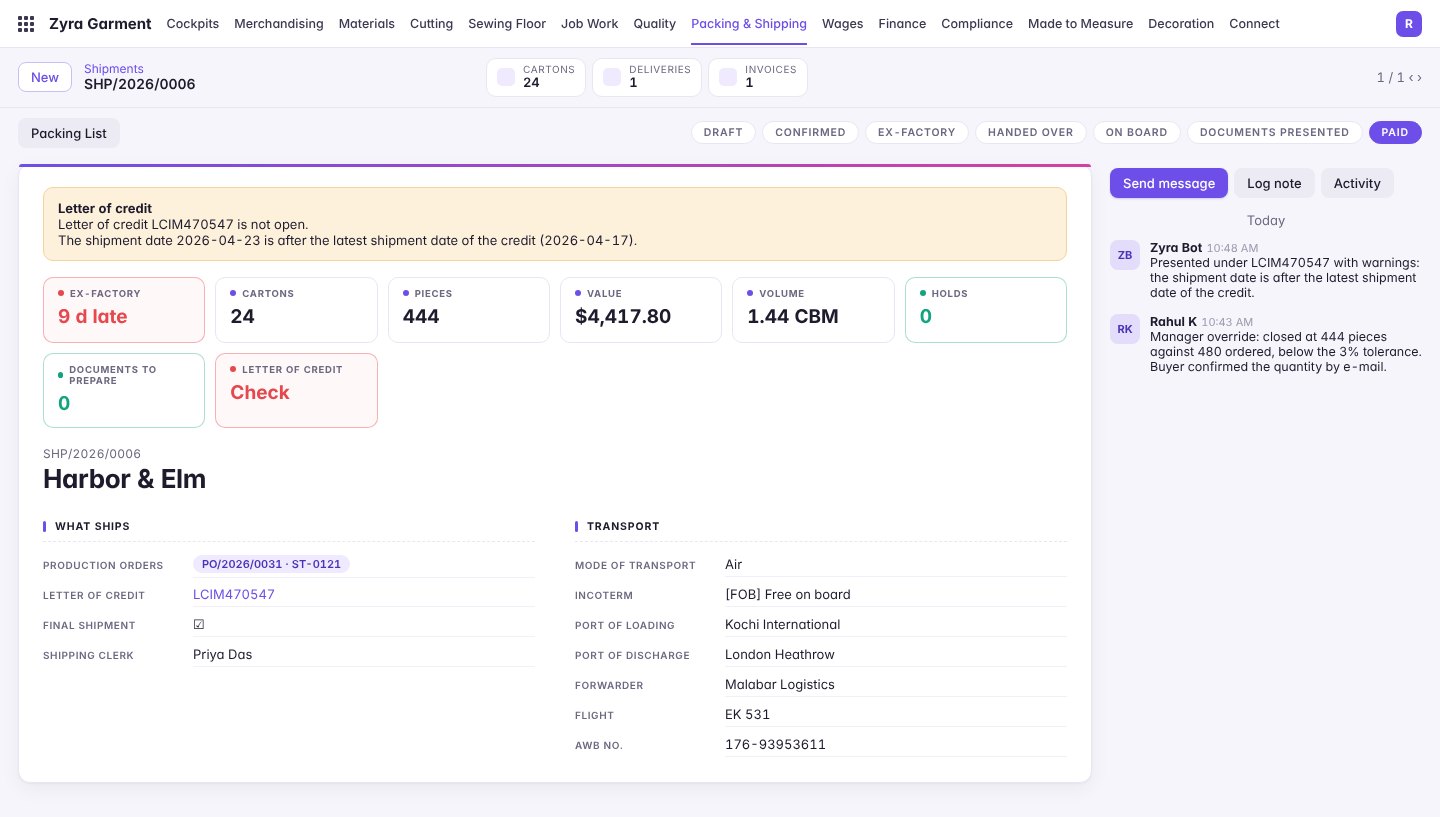 Zyra Garment
Cockpits
Merchandising
Materials
Cutting
Sewing Floor
Job Work
Quality
Packing & Shipping
Wages
Finance
Compliance
Made to Measure
Decoration
Connect
R
New
Shipments
SHP/2026/0006
CARTONS
24
DELIVERIES
1
INVOICES
1
1 / 1 ‹ ›
Packing List
DRAFT
CONFIRMED
EX-FACTORY
HANDED OVER
ON BOARD
DOCUMENTS PRESENTED
PAID
Letter of credit
Letter of credit LCIM470547 is not open.
The shipment date 2026-04-23 is after the latest shipment date of the credit (2026-04-17).
EX-FACTORY
9 d late
CARTONS
24
PIECES
444
VALUE
$4,417.80
VOLUME
1.44 CBM
HOLDS
0
DOCUMENTS TO
PREPARE
0
LETTER OF CREDIT
Check
SHP/2026/0006
Harbor & Elm
WHAT SHIPS
PRODUCTION ORDERS
PO/2026/0031 · ST-0121
LETTER OF CREDIT
LCIM470547
FINAL SHIPMENT
☑
SHIPPING CLERK
Priya Das
TRANSPORT
MODE OF TRANSPORT
Air
INCOTERM
[FOB] Free on board
PORT OF LOADING
Kochi International
PORT OF DISCHARGE
London Heathrow
FORWARDER
Malabar Logistics
FLIGHT
EK 531
AWB NO.
176-93953611
Send message
Log note
Activity
Today
ZB
Zyra Bot 10:48 AM
Presented under LCIM470547 with warnings:
the shipment date is after the latest shipment
date of the credit.
RK
Rahul K 10:43 AM
Manager override: closed at 444 pieces
against 480 ordered, below the 3% tolerance.
Buyer confirmed the quantity by e-mail.